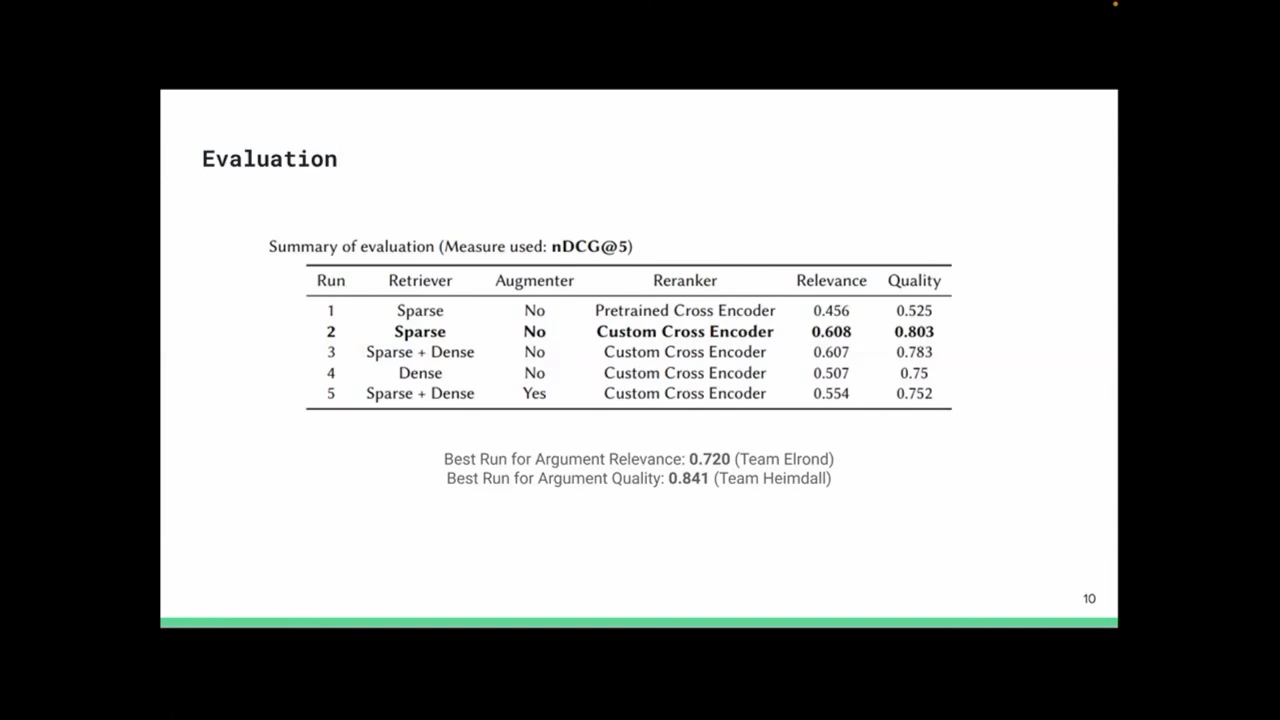 Evaluation
Summary of evaluation (Measure used: nDCG@5)
Run Retriever Augmenter Reranker Relevance Quality
1 Sparse No Pretrained Cross Encoder 0.456 0.525
2 Sparse No Custom Cross Encoder 0.608 0.803
3 Sparse + Dense No Custom Cross Encoder 0.607 0.783
4 Dense No Custom Cross Encoder 0.507 0.75
5 Sparse + Dense Yes Custom Cross Encoder 0.554 0.752
Best Run for Argument Relevance: 0.720 (Team Elrond)
Best Run for Argument Quality: 0.841 (Team Heimdall)
10